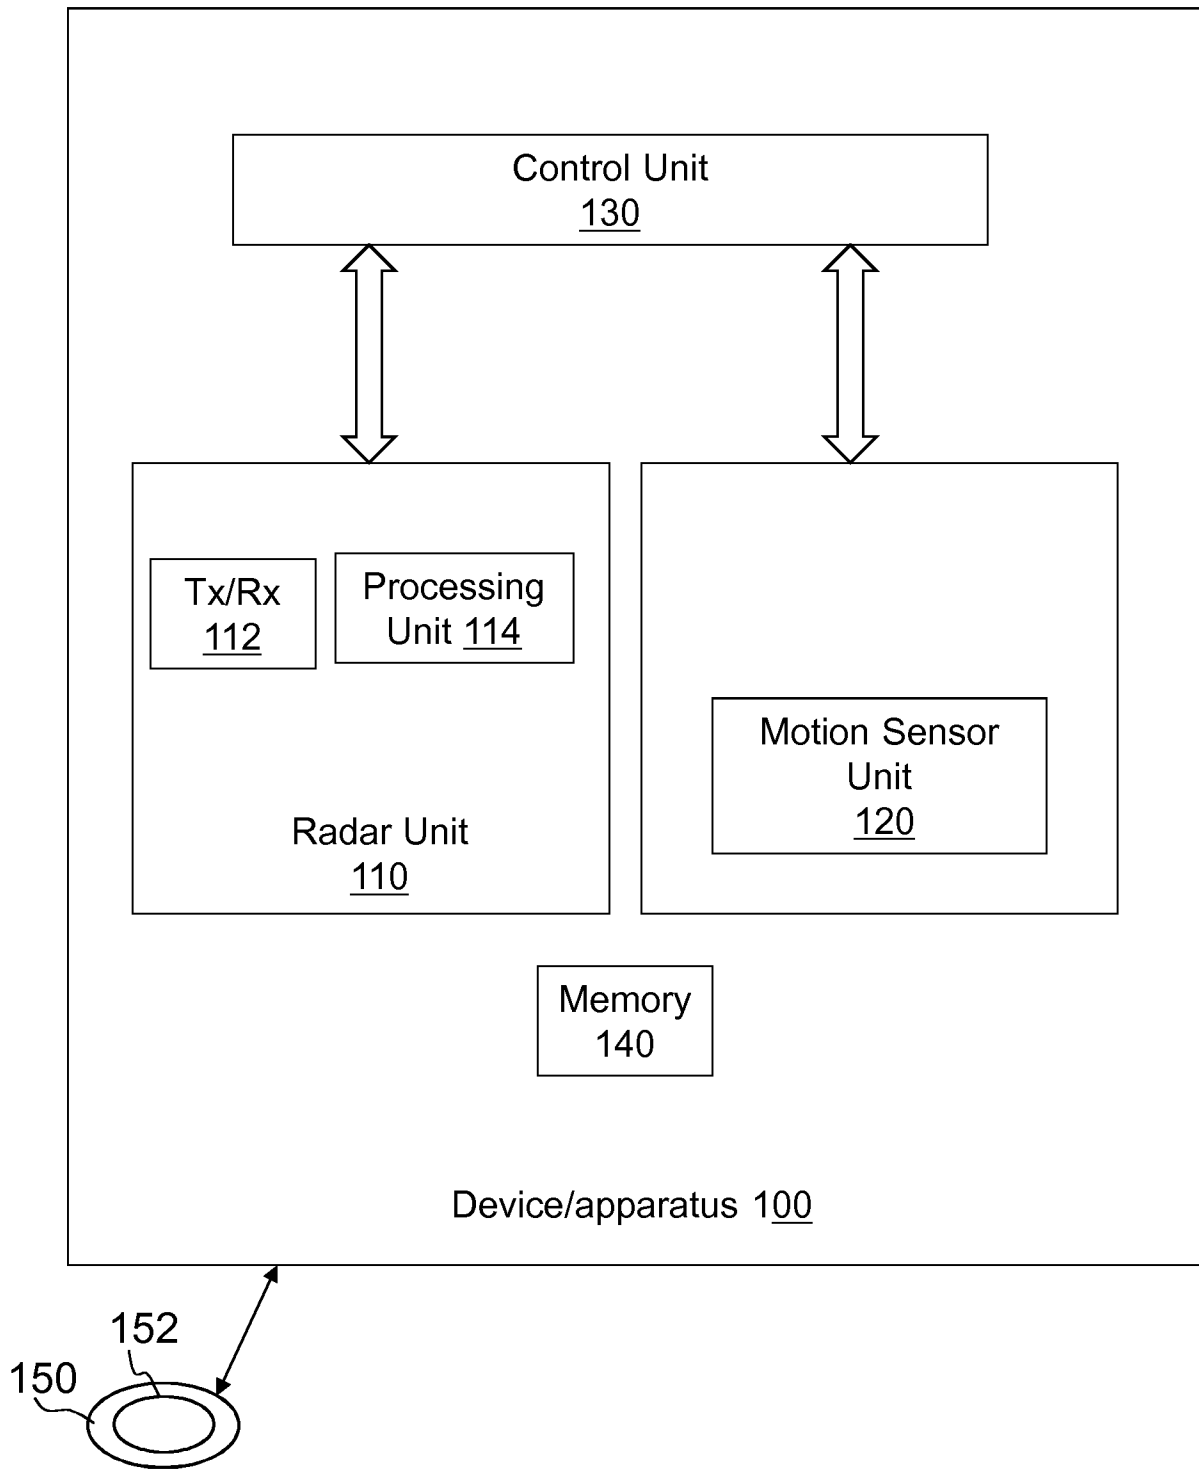 Control Unit
130
Tx/Rx
112
Processing
Unit 114
Motion Sensor
Unit
120
Radar Unit
110
Memory
140
Device/apparatus 100
152
150